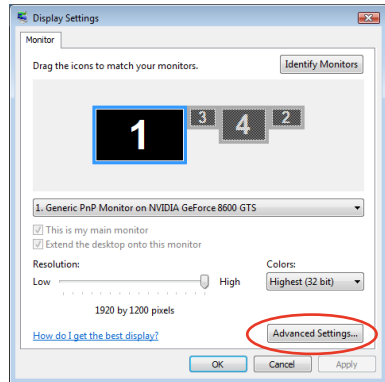 Display Settings
Monitor
Drag the icons to match your monitors.
Identify Monitors
1
3
4
2
1. Generic PnP Monitor on NVIDIA GeForce 8600 GTS
This is my main monitor
Extend the desktop onto this monitor
Resolution:
Colors:
Low
High
Highest (32 bit)
1920 by 1200 pixels
How do I get the best display?
Advanced Settings...
OK
Cancel
Apply